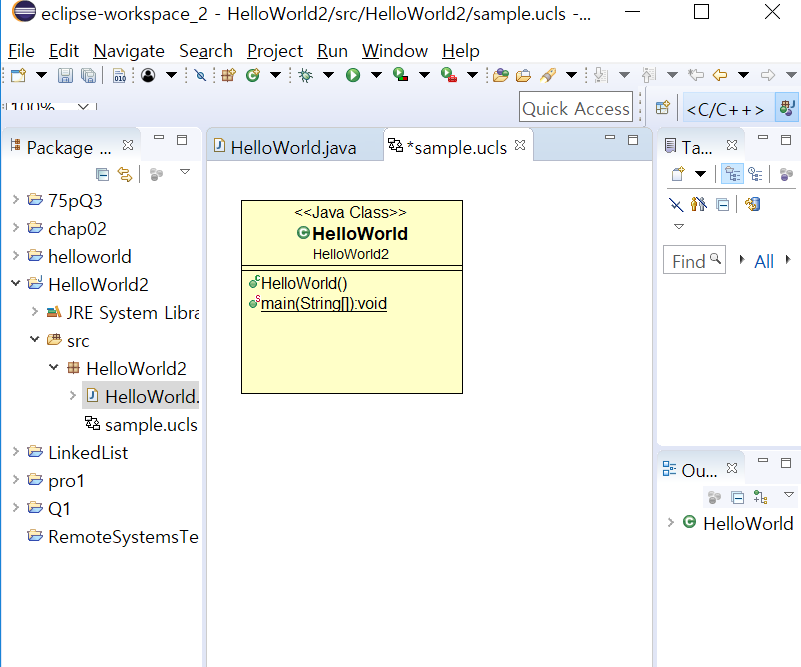 eclipse-workspace_2 - HelloWorld2/src/HelloWorld2/sample.ucls -...
File Edit Navigate Search Project Run Window Help
100%
Quick Access
<C/C++>
Package ...
75pQ3
chap02
helloworld
HelloWorld2
JRE System Libra
src
HelloWorld2
HelloWorld.
sample.ucls
LinkedList
pro1
Q1
RemoteSystemsTe
HelloWorld.java
*sample.ucls
<<Java Class>>
HelloWorld
HelloWorld2
HelloWorld()
main(String[]):void
Ta...
Find
All
Ou...
HelloWorld